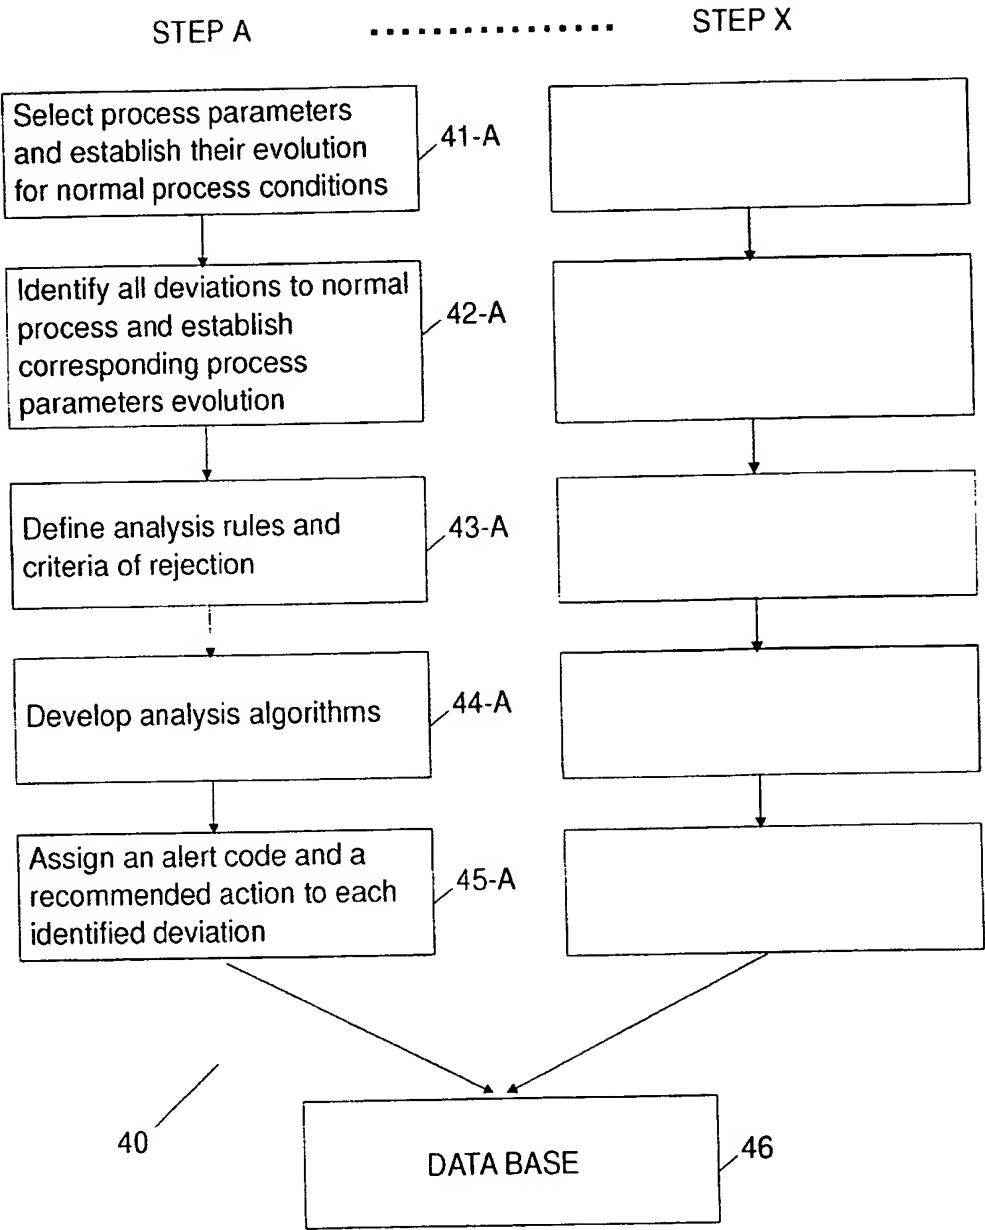 STEP A ................ STEP X
Select process parameters
and establish their evolution
for normal process conditions
41-A
Identify all deviations to normal
process and establish
corresponding process
parameters evolution
42-A
Define analysis rules and
criteria of rejection
43-A
Develop analysis algorithms
44-A
Assign an alert code and a
recommended action to each
identified deviation
45-A
40
DATA BASE
46